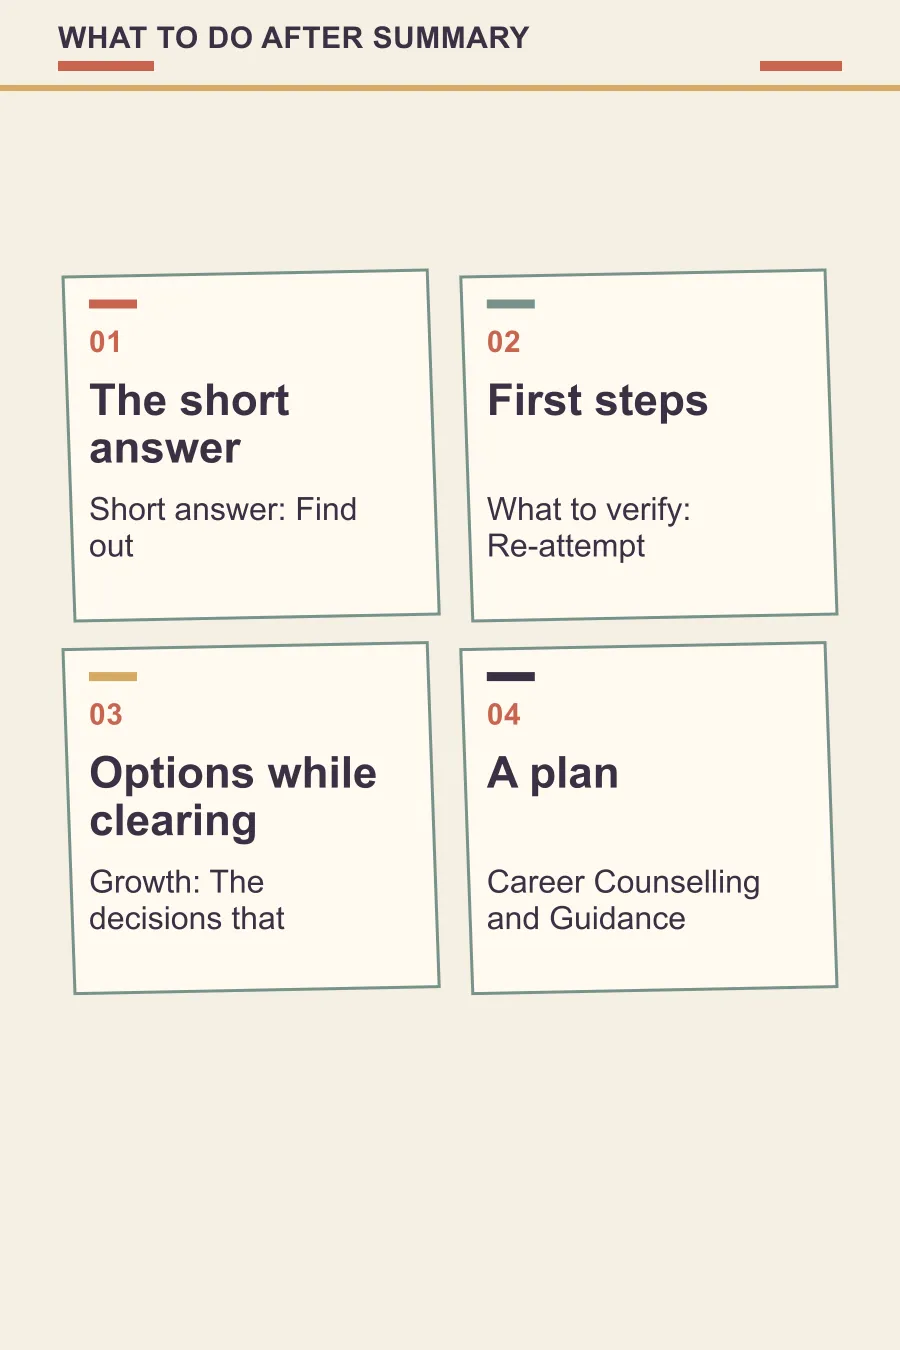 WHAT TO DO AFTER SUMMARY
01
The short
answer
Short answer: Find
out
02
First steps
What to verify:
Re-attempt
03
Options while
clearing
Growth: The
decisions that
04
A plan
Career Counselling
and Guidance